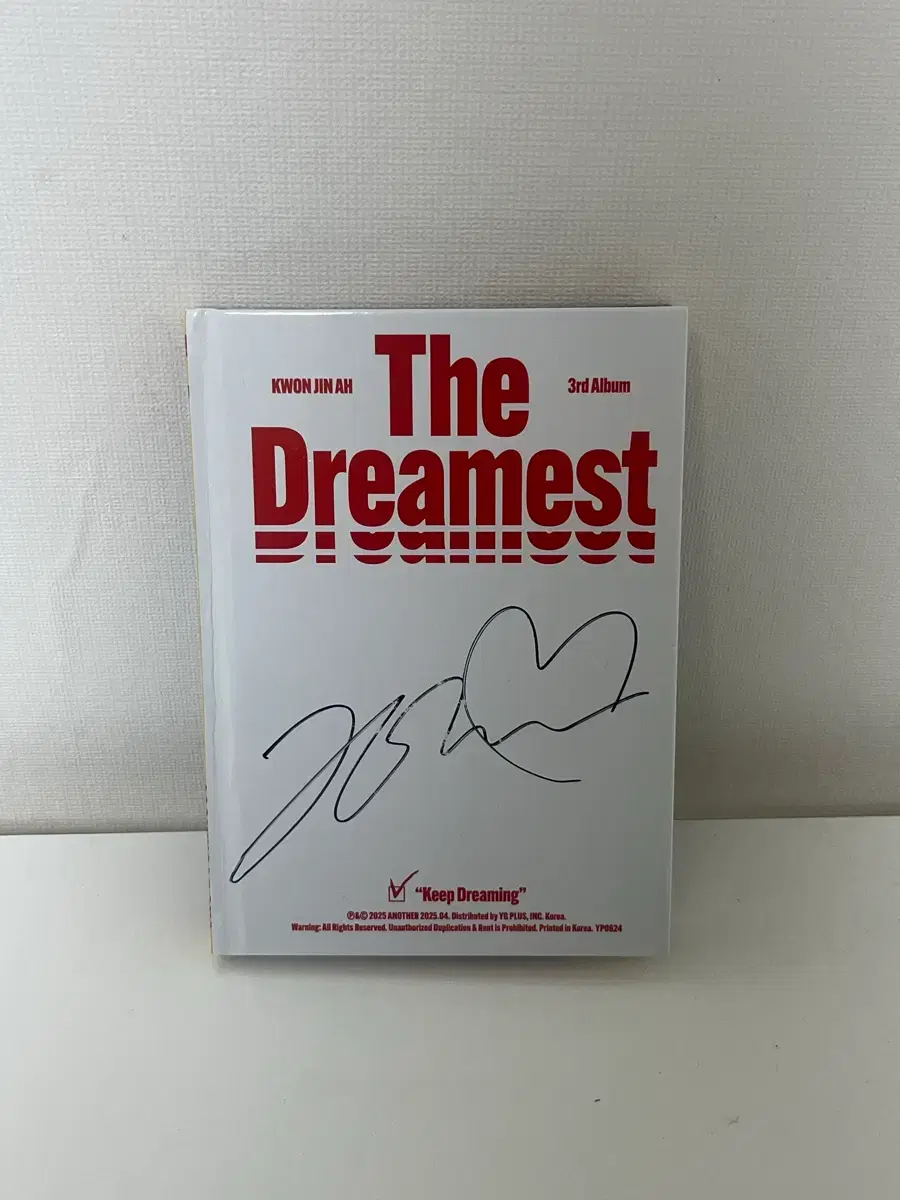 The
KWON JIN AH
3rd Album
Dreamest
"Keep Dreaming"
℗&© 2025 ANOTHER 2025.04. Distributed by YG PLUS, INC. Korea.
Warning: All Rights Reserved. Unauthorized Duplication & Rent is Prohibited. Printed in Korea. YP0624